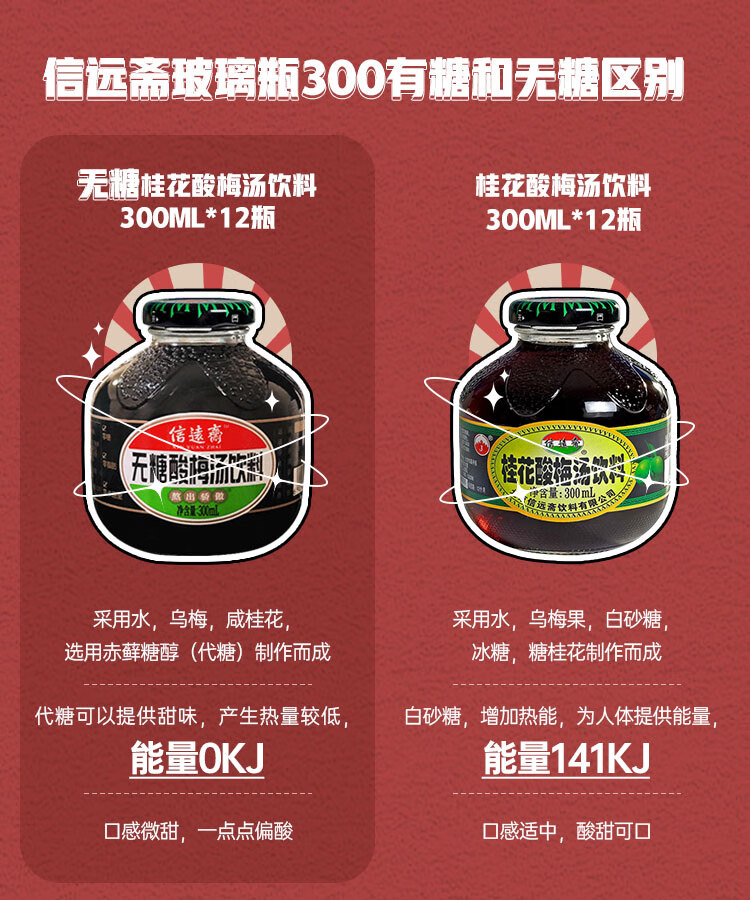 信远斋玻璃瓶300有糖和无糖区别
无糖桂花酸梅汤饮料
300ML*12瓶
信遠齋
XIN YUAN ZHAI
无糖酸梅汤饮料
熬出骄傲
净含量:300mL
采用水，乌梅，咸桂花，
选用赤藓糖醇（代糖）制作而成
代糖可以提供甜味，产生热量较低，
能量0KJ
口感微甜，一点点偏酸
桂花酸梅汤饮料
300ML*12瓶
信遠齋
桂花酸梅汤饮料
净含量:300mL
信远斋饮料有限公司
采用水，乌梅果，白砂糖，
冰糖，糖桂花制作而成
白砂糖，增加热能，为人体提供能量，
能量141KJ
口感适中，酸甜可口